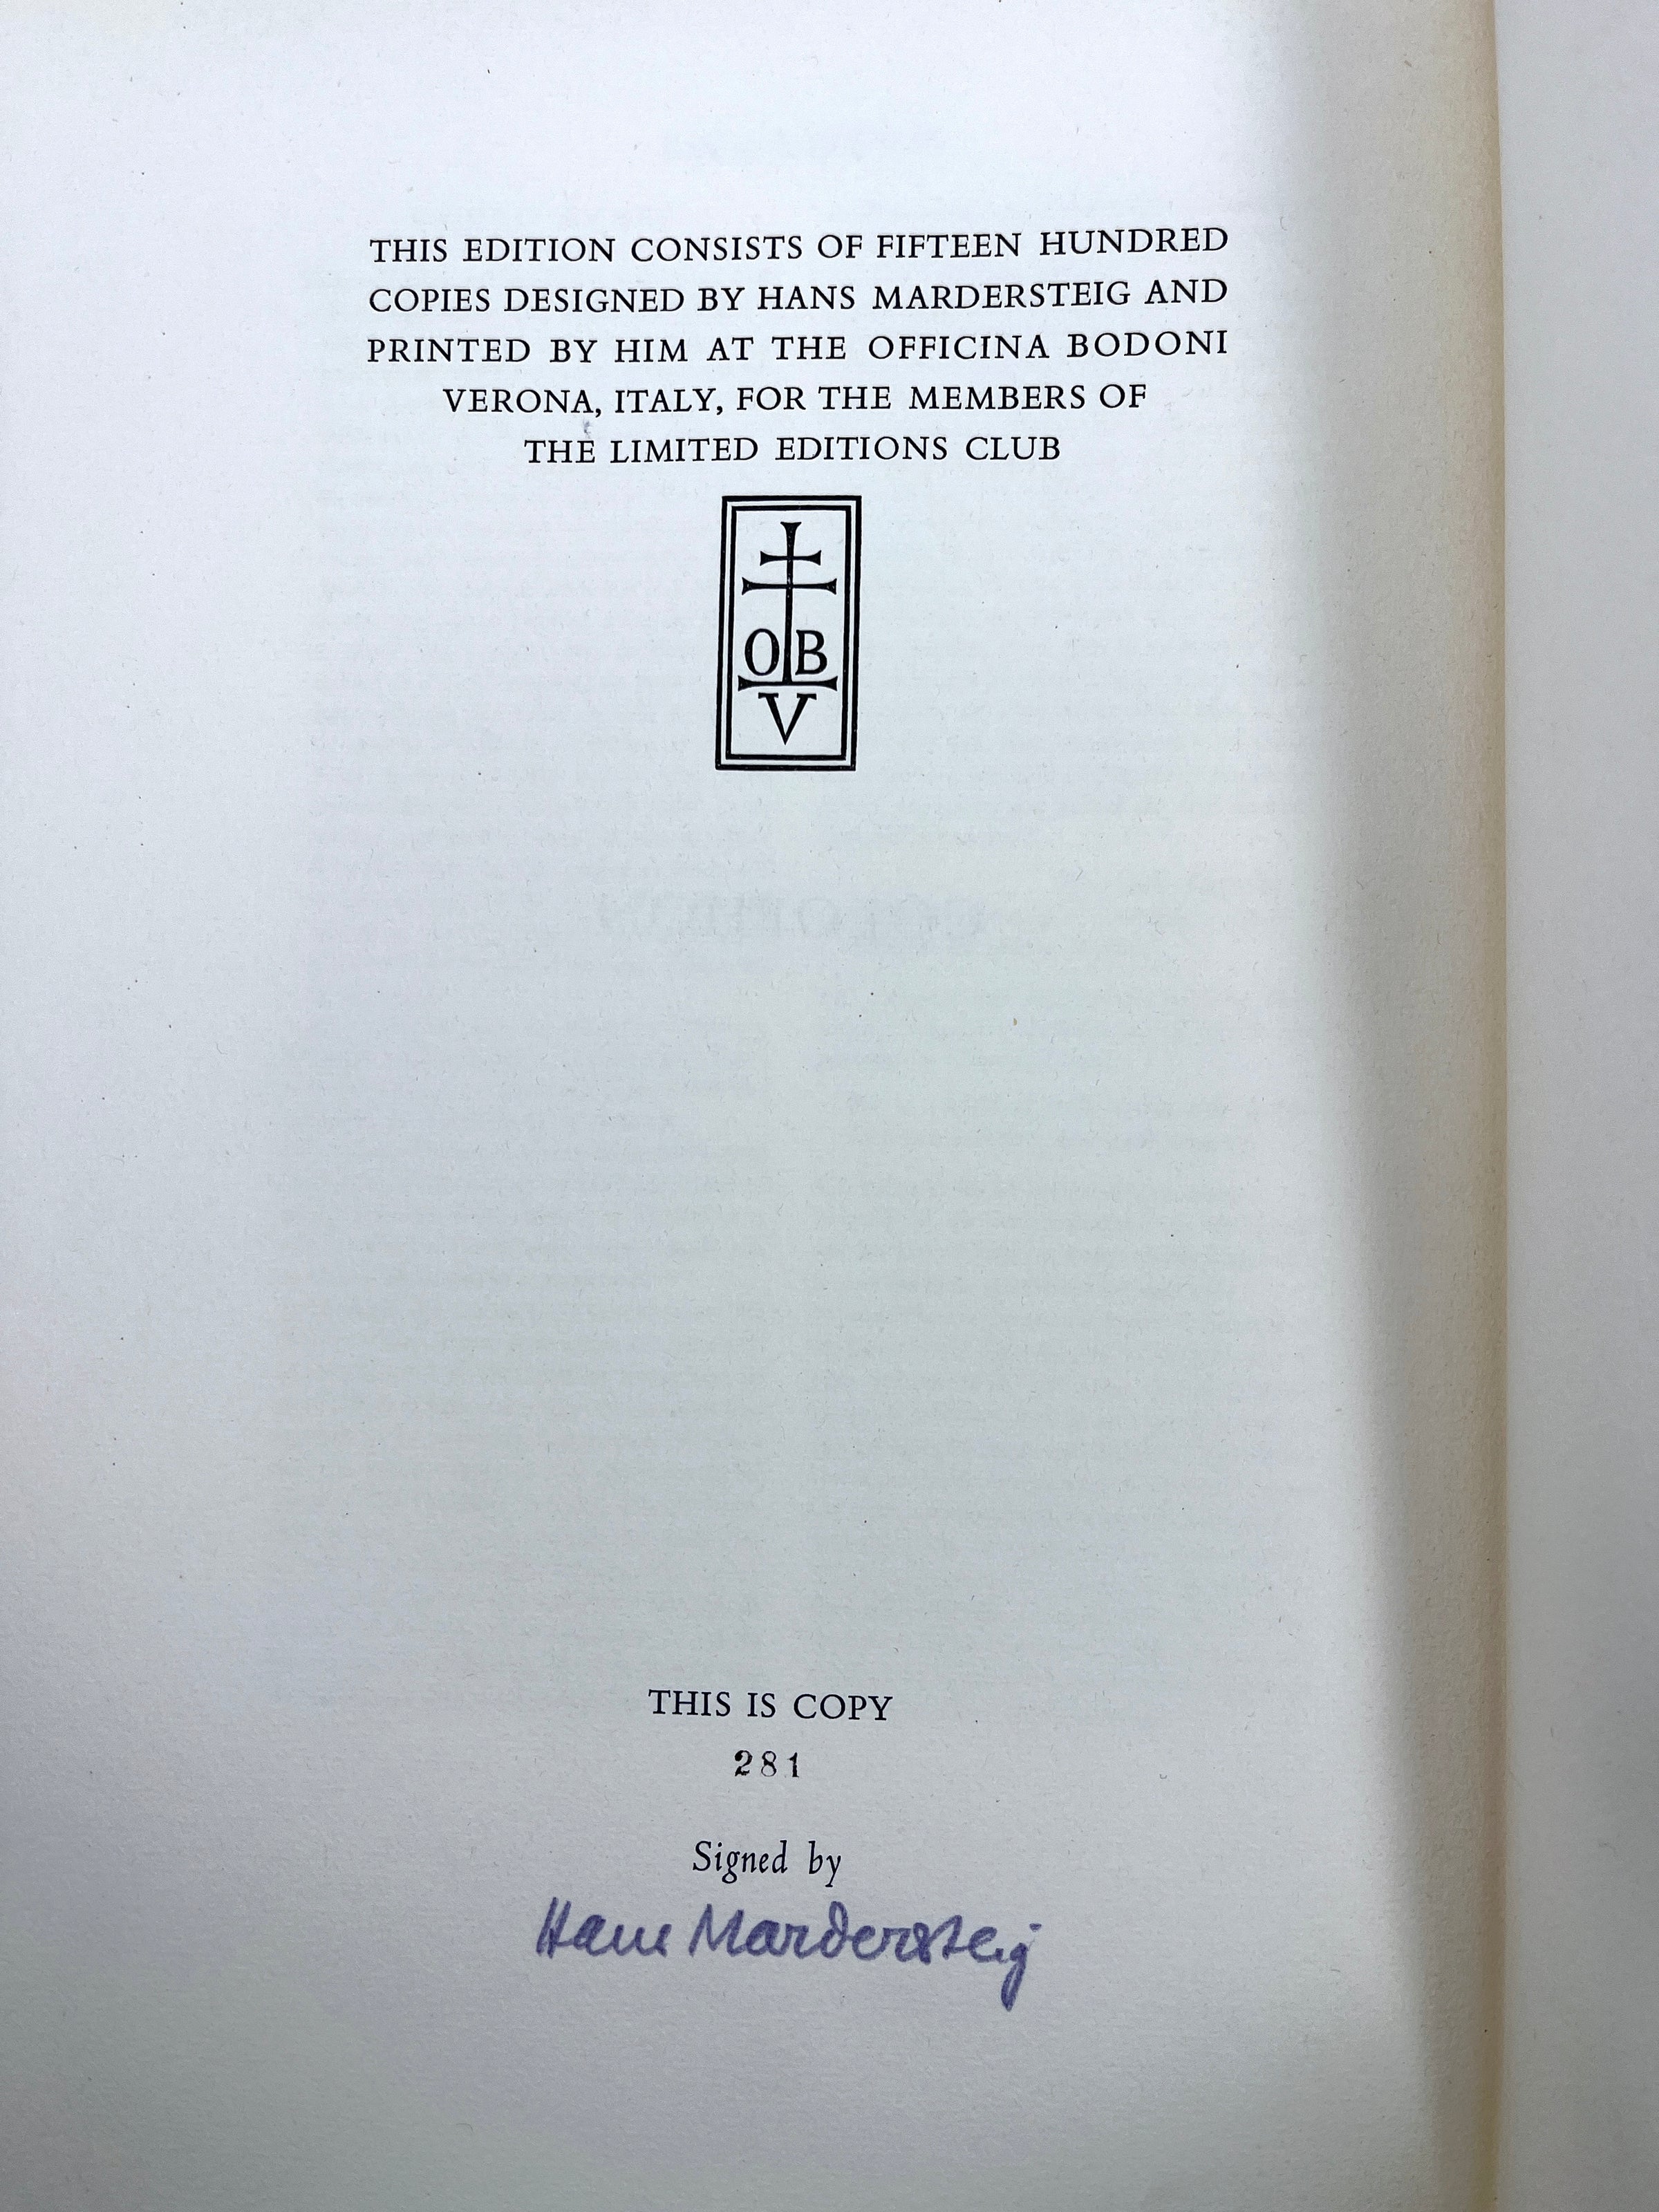 THIS EDITION CONSISTS OF FIFTEEN HUNDRED
COPIES DESIGNED BY HANS MARDERSTEIG AND
PRINTED BY HIM AT THE OFFICINA BODONI
VERONA, ITALY, FOR THE MEMBERS OF
THE LIMITED EDITIONS CLUB
O B
V
THIS IS COPY
281
Signed by
Hans Mardersteig